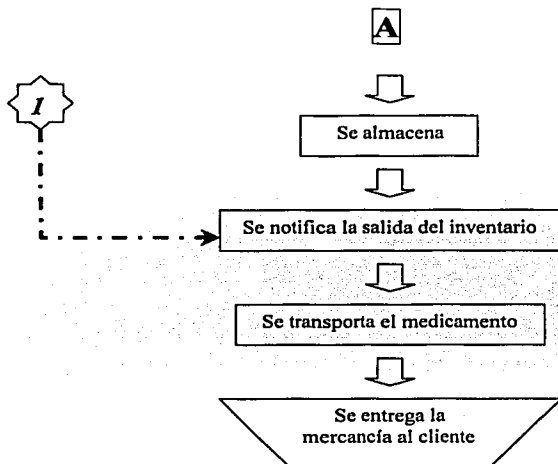 A
1
Se almacena
Se notifica la salida del inventario
Se transporta el medicamento
Se entrega la
mercancía al cliente